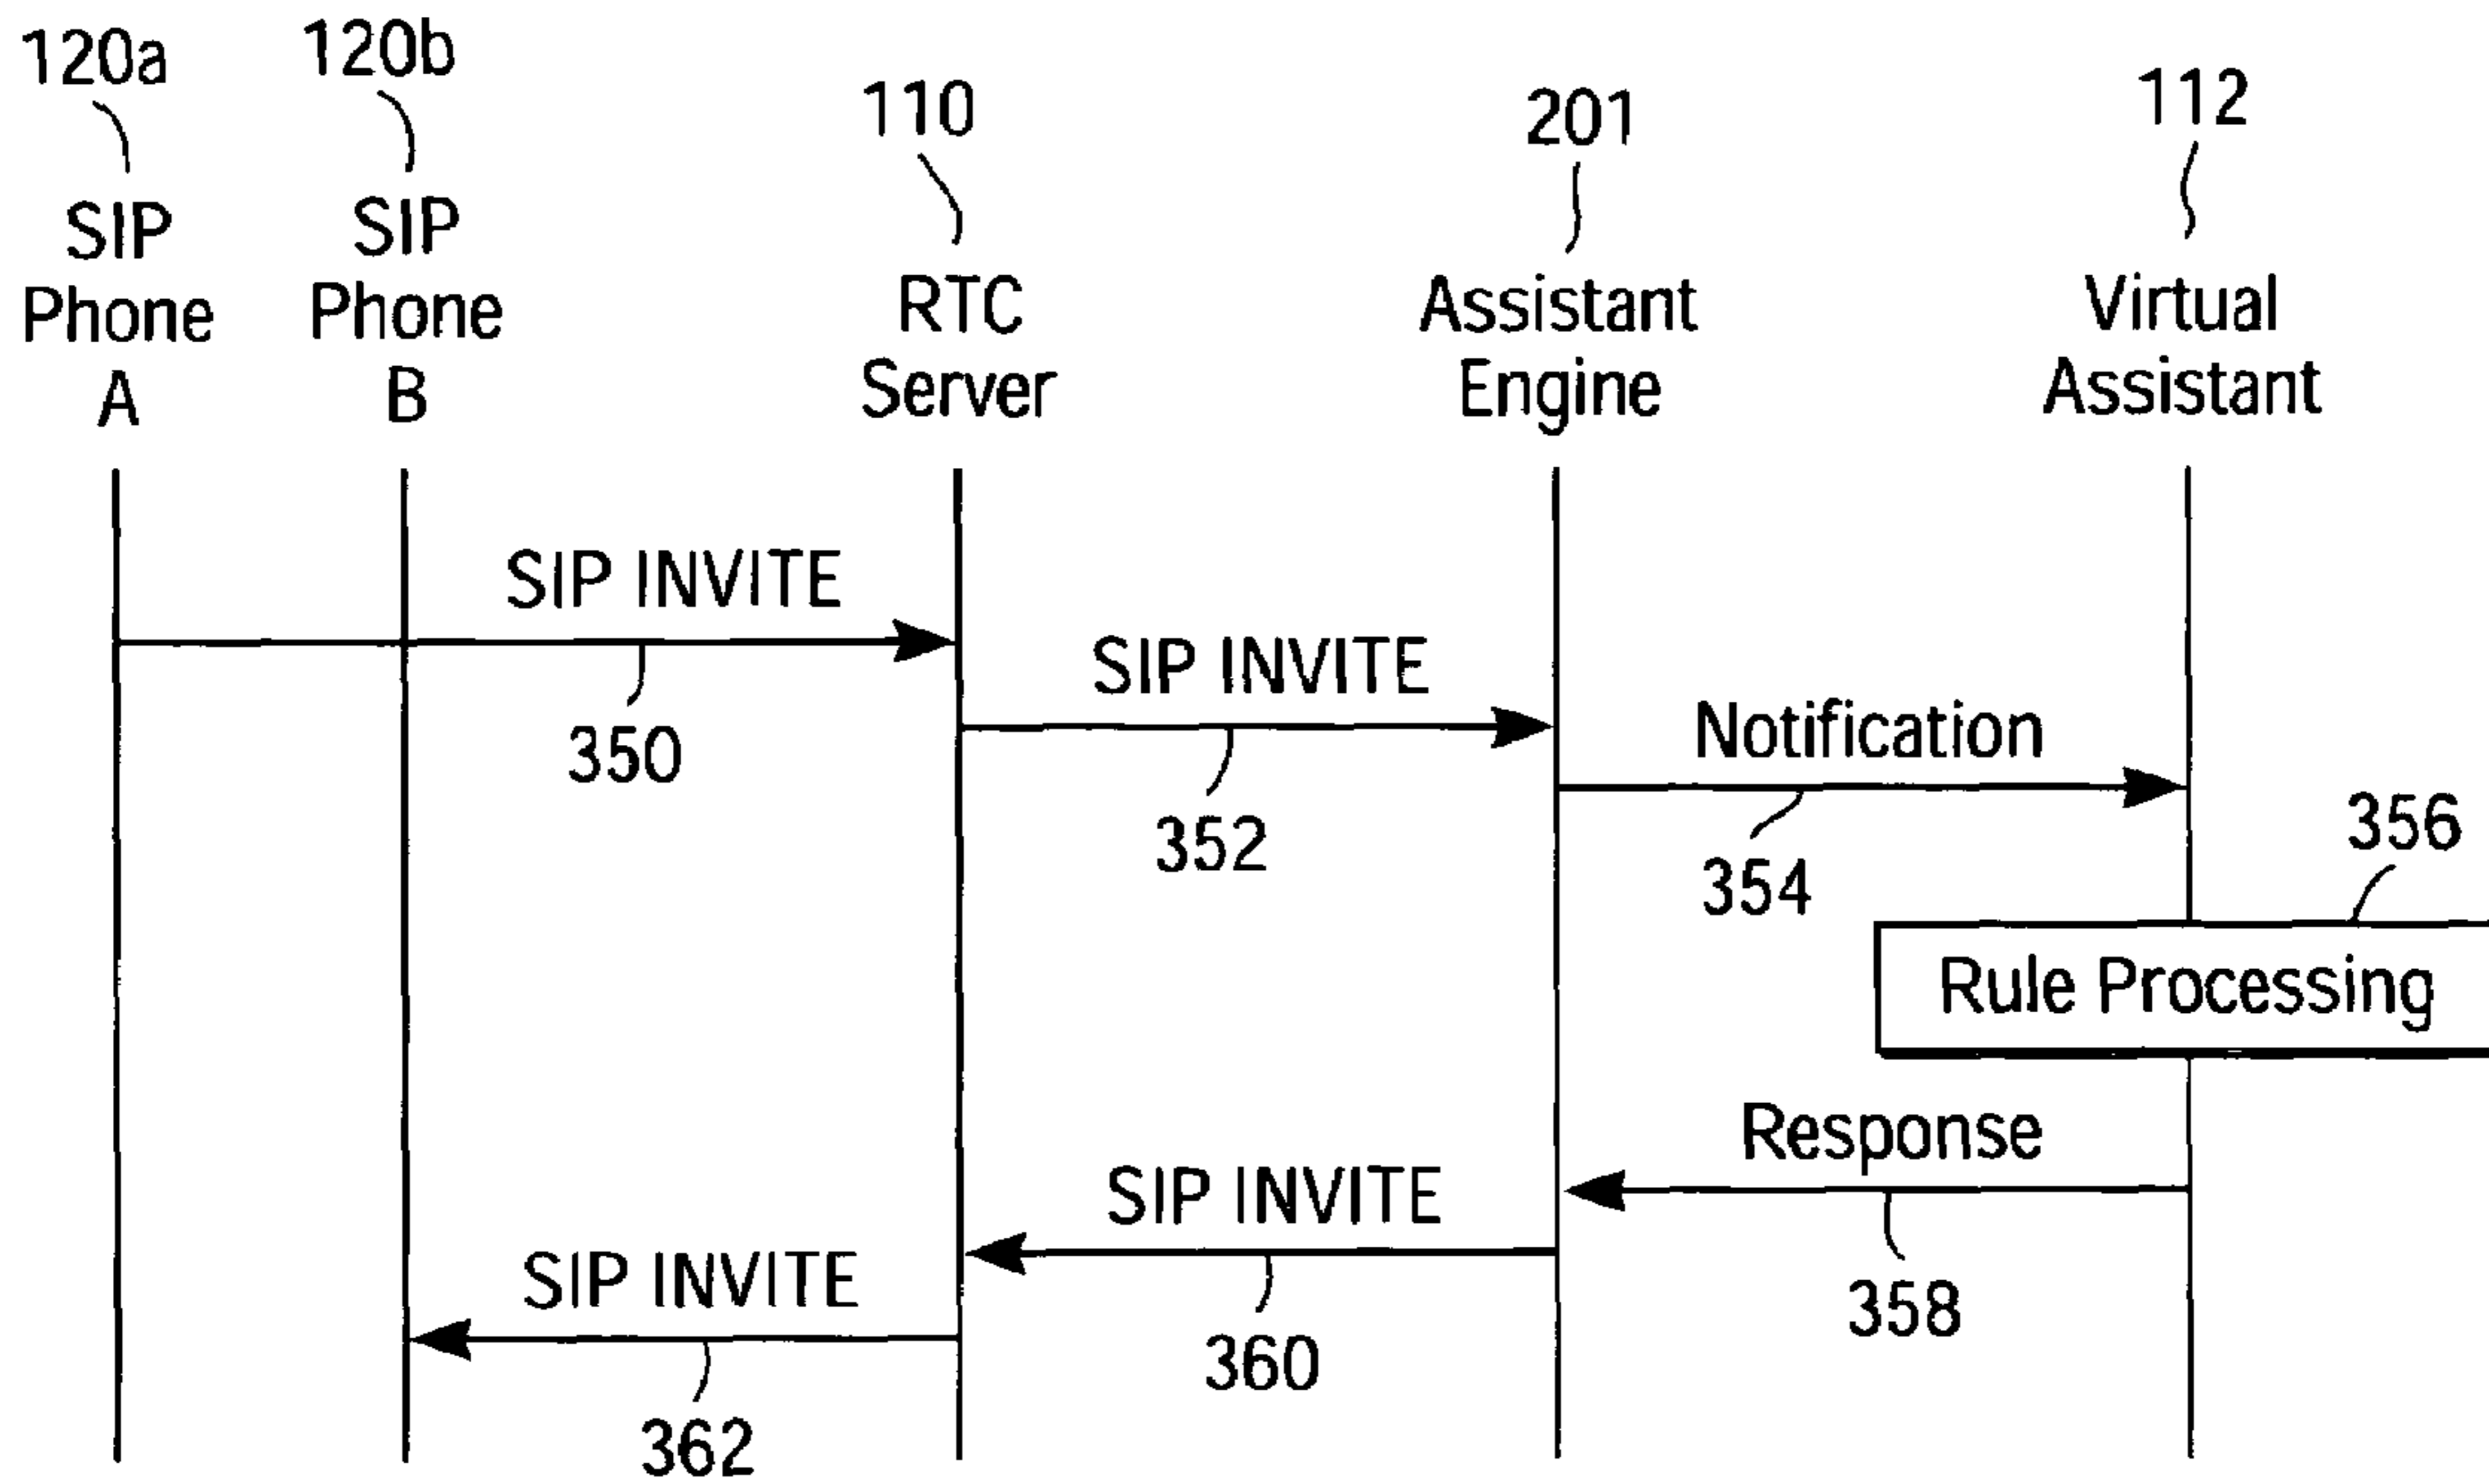 120a
120b
110
201
112
SIP
Phone
A
SIP
Phone
B
RTC
Server
Assistant
Engine
Virtual
Assistant
SIP INVITE
350
SIP INVITE
352
Notification
354
356
Rule Processing
Response
358
SIP INVITE
360
SIP INVITE
362